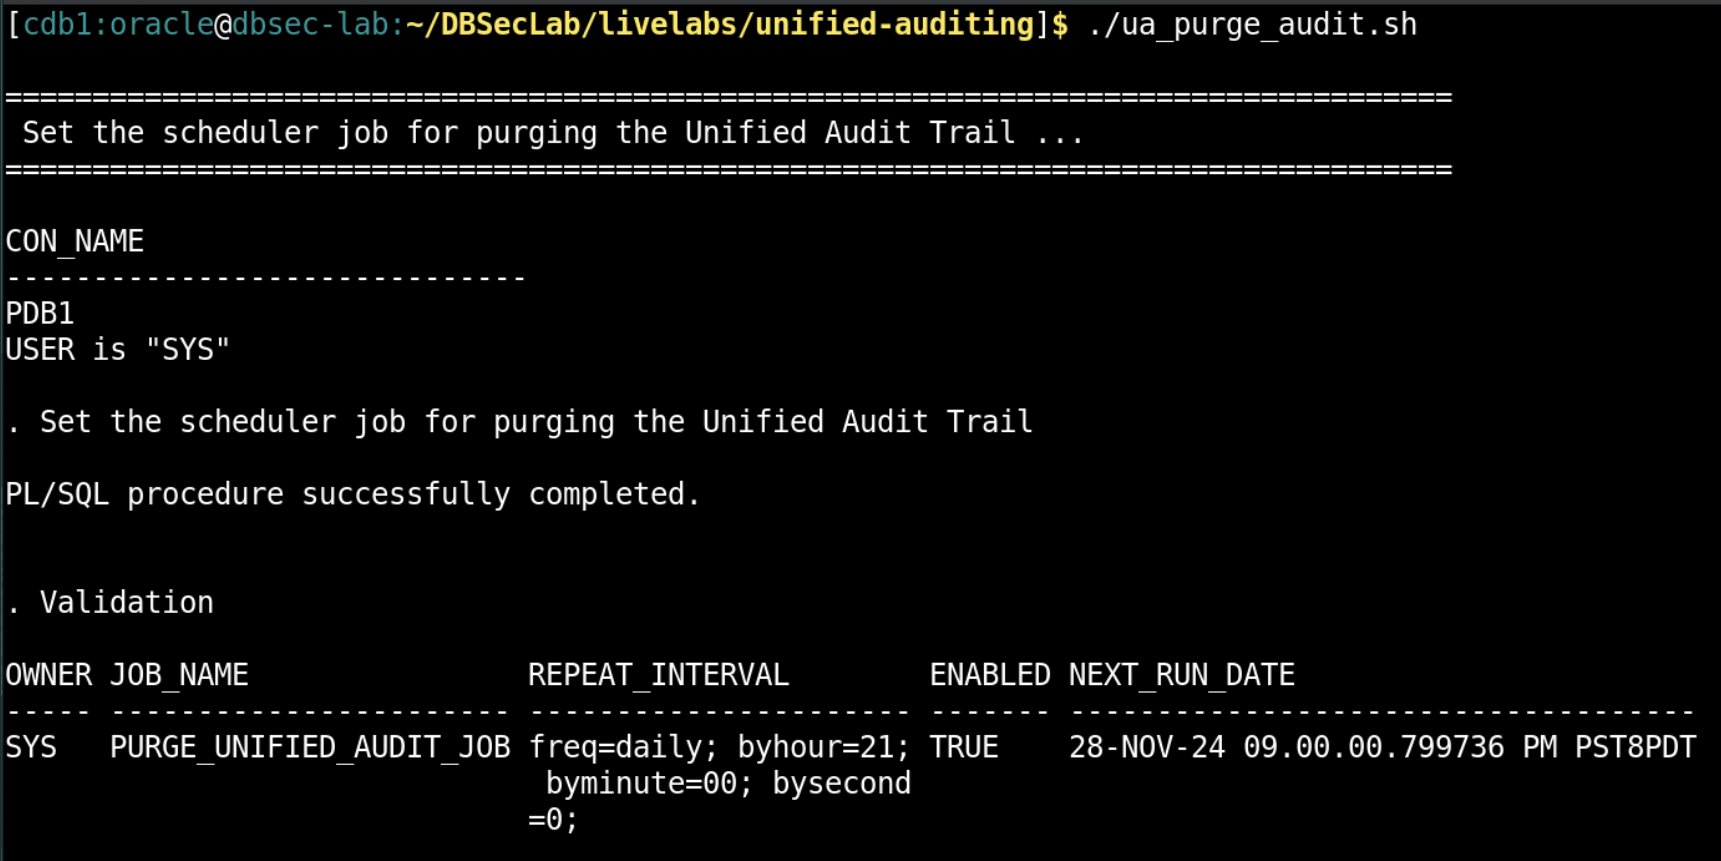 [cdb1:oracle@dbsec-lab:~/DBSecLab/livelabs/unified-auditing]$ ./ua_purge_audit.sh
===================================================================================
 Set the scheduler job for purging the Unified Audit Trail ...
===================================================================================
CON_NAME
------------------------------
PDB1
USER is "SYS"
. Set the scheduler job for purging the Unified Audit Trail
PL/SQL procedure successfully completed.
. Validation
OWNER JOB_NAME                REPEAT_INTERVAL        ENABLED NEXT_RUN_DATE
----- ----------------------- ---------------------- ------- ------------------------------------
SYS   PURGE_UNIFIED_AUDIT_JOB freq=daily; byhour=21; TRUE    28-NOV-24 09.00.00.799736 PM PST8PDT
                               byminute=00; bysecond
                              =0;